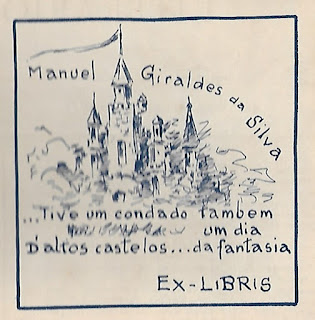 Manuel Giraldes da Silva
...Tive um condado tambem
um dia
D'altos castelos...da fantasia
EX-LIBRIS